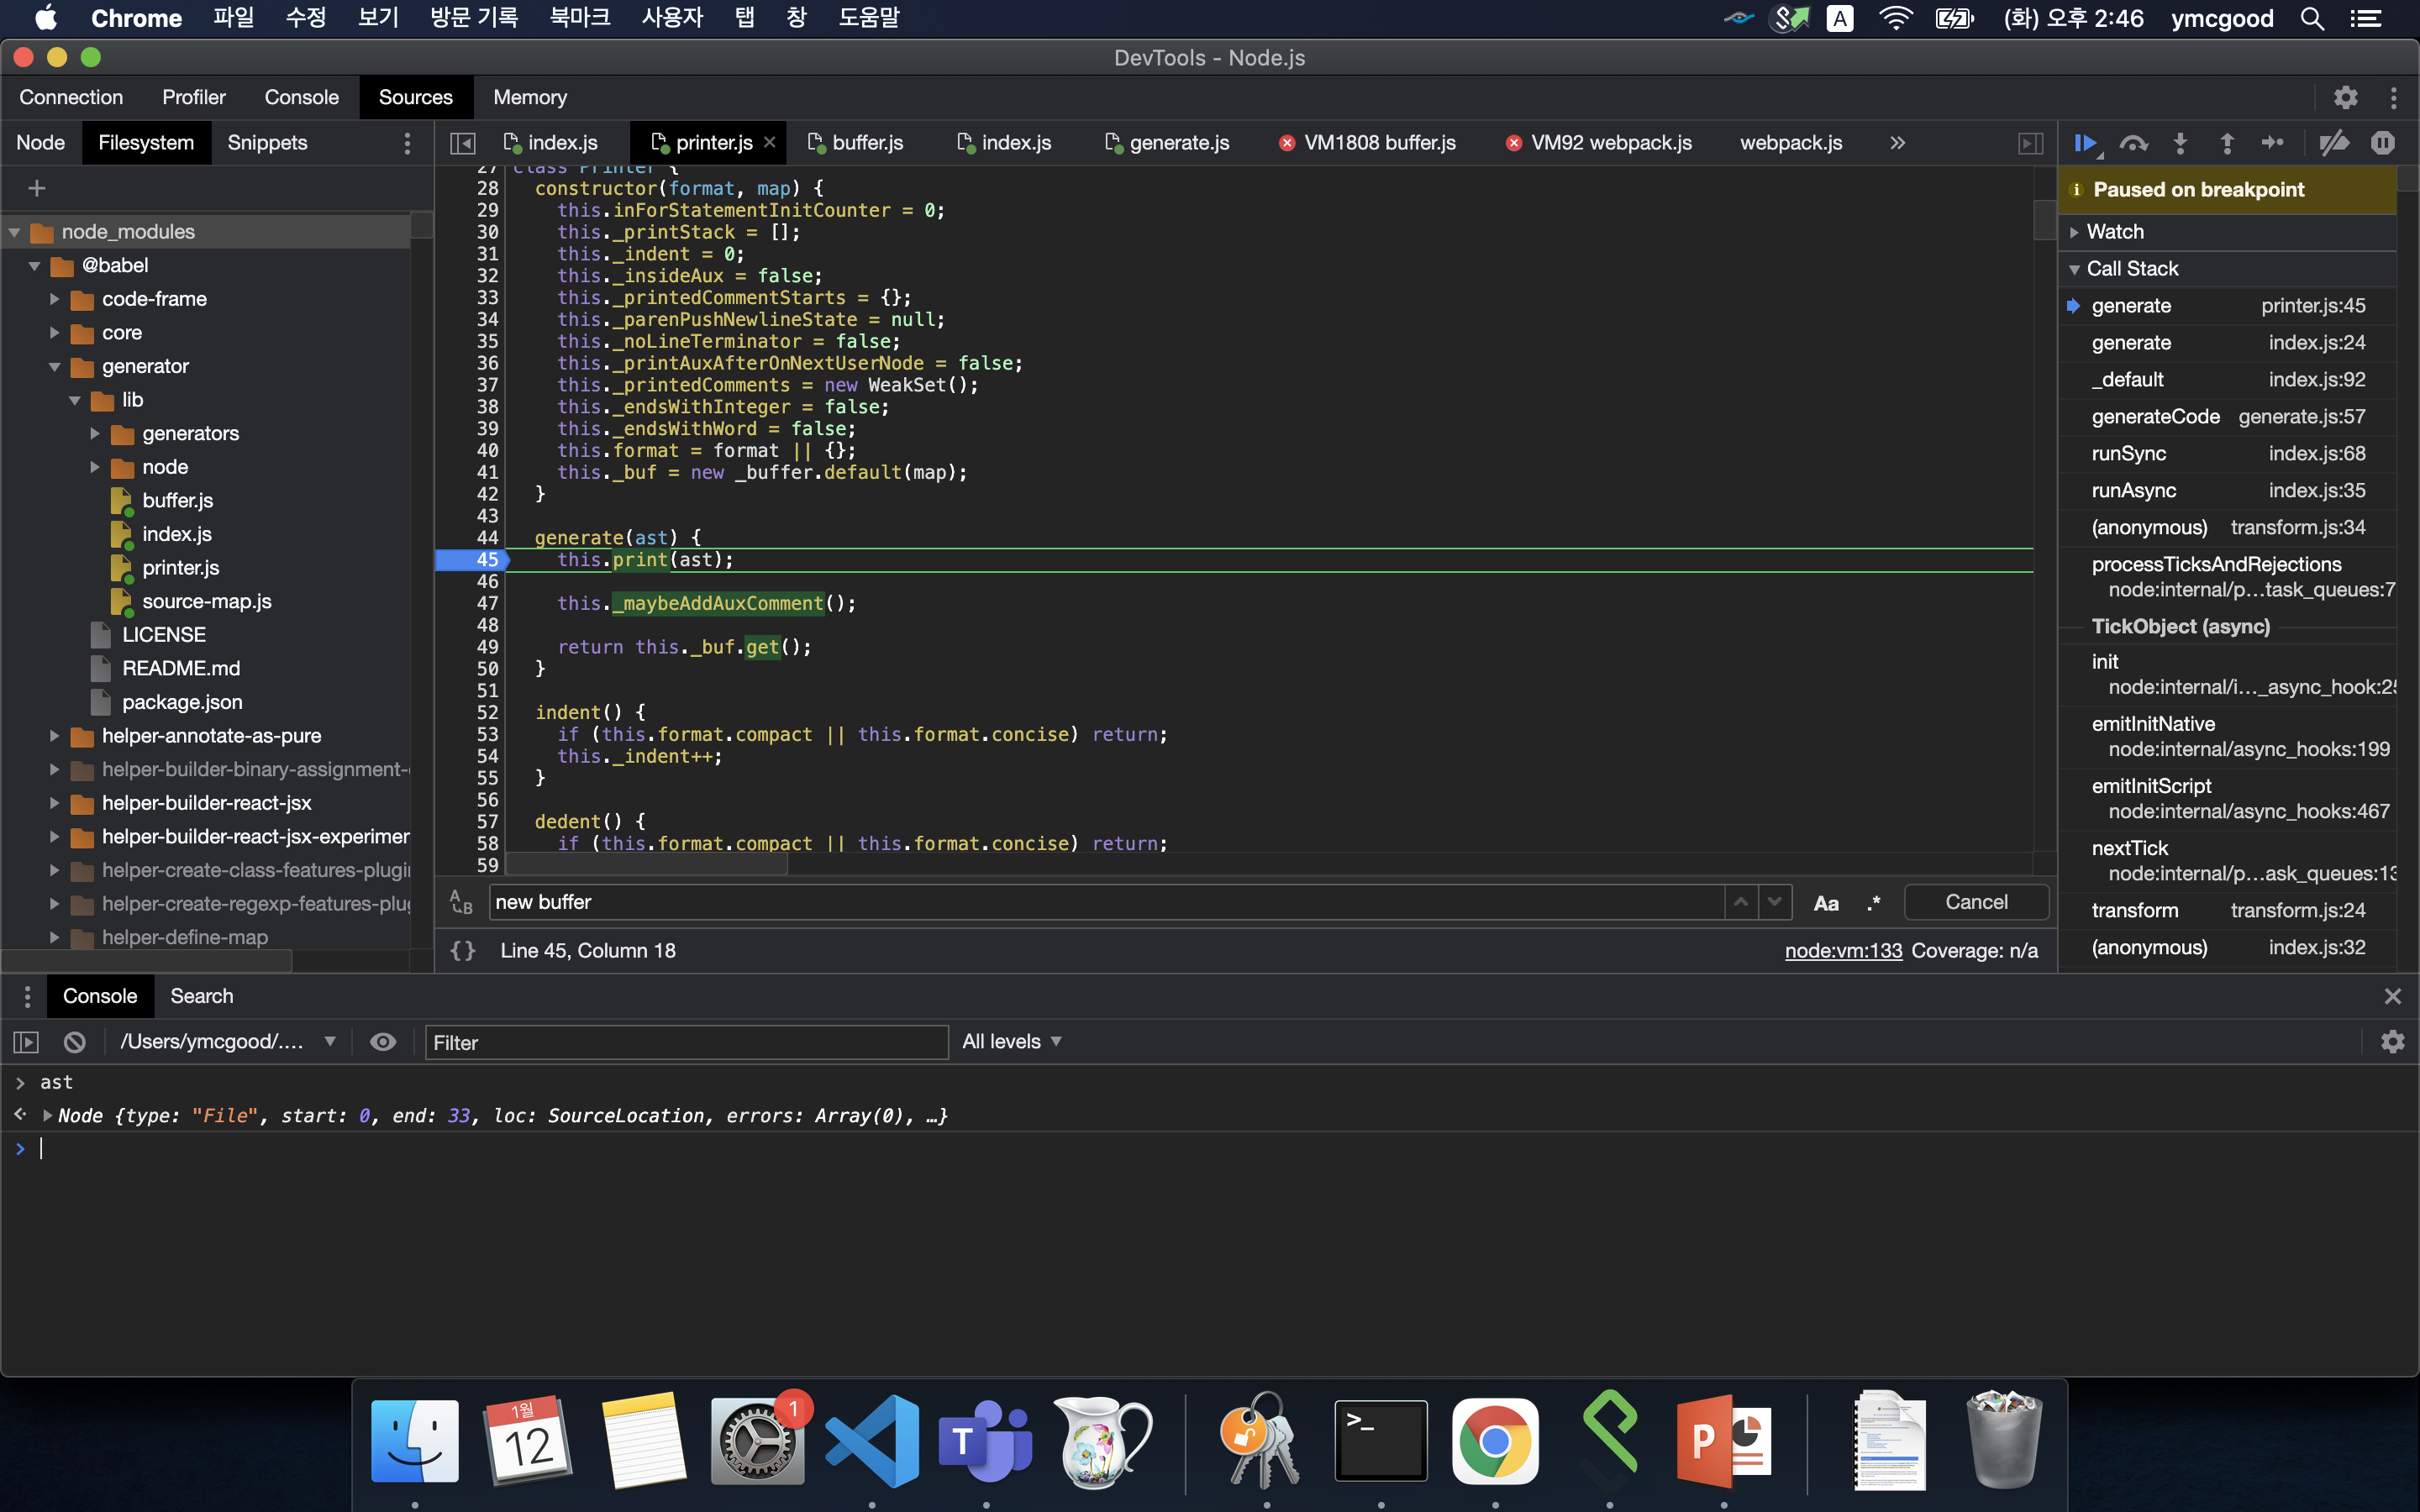 Chrome 파일 수정 보기 방문 기록 북마크 사용자 탭 창 도움말 A (화) 오후 2:46 ymcgood
DevTools - Node.js
Connection Profiler Console Sources Memory
Node Filesystem Snippets
index.js printer.js buffer.js index.js generate.js VM1808 buffer.js VM92 webpack.js webpack.js
node_modules
@babel
code-frame
core
generator
lib
generators
node
buffer.js
index.js
printer.js
source-map.js
LICENSE
README.md
package.json
helper-annotate-as-pure
helper-builder-binary-assignment-
helper-builder-react-jsx
helper-builder-react-jsx-experimer
helper-create-class-features-plugi
helper-create-regexp-features-plu
helper-define-map
27 class Printer {
28 constructor(format, map) {
29 this.inForStatementInitCounter = 0;
30 this._printStack = [];
31 this._indent = 0;
32 this._insideAux = false;
33 this._printedCommentStarts = {};
34 this._parenPushNewlineState = null;
35 this._noLineTerminator = false;
36 this._printAuxAfterOnNextUserNode = false;
37 this._printedComments = new WeakSet();
38 this._endsWithInteger = false;
39 this._endsWithWord = false;
40 this.format = format || {};
41 this._buf = new _buffer.default(map);
42 }
43
44 generate(ast) {
45 this.print(ast);
46
47 this._maybeAddAuxComment();
48
49 return this._buf.get();
50 }
51
52 indent() {
53 if (this.format.compact || this.format.concise) return;
54 this._indent++;
55 }
56
57 dedent() {
58 if (this.format.compact || this.format.concise) return;
59
new buffer Aa .* Cancel
{} Line 45, Column 18 node:vm:133 Coverage: n/a
Paused on breakpoint
Watch
Call Stack
generate printer.js:45
generate index.js:24
_default index.js:92
generateCode generate.js:57
runSync index.js:68
runAsync index.js:35
(anonymous) transform.js:34
processTicksAndRejections
node:internal/p…task_queues:7
TickObject (async)
init
node:internal/i…_async_hook:25
emitInitNative
node:internal/async_hooks:199
emitInitScript
node:internal/async_hooks:467
nextTick
node:internal/p…ask_queues:13
transform transform.js:24
(anonymous) index.js:32
Console Search
/Users/ymcgood/.… Filter All levels
ast
Node {type: "File", start: 0, end: 33, loc: SourceLocation, errors: Array(0), …}
1월
12
1
T
>_
P